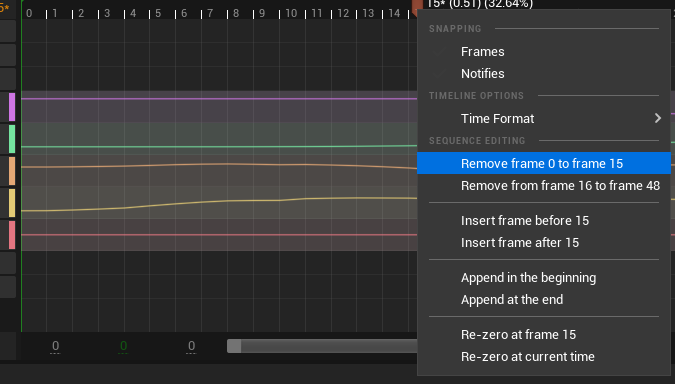 5*
0 1 2 3 4 5 6 7 8 9 10 11 12 13 14
15* (0.51) (32.64%)
SNAPPING
Frames
Notifies
TIMELINE OPTIONS
Time Format
SEQUENCE EDITING
Remove frame 0 to frame 15
Remove from frame 16 to frame 48
Insert frame before 15
Insert frame after 15
Append in the beginning
Append at the end
Re-zero at frame 15
Re-zero at current time
0 0 0